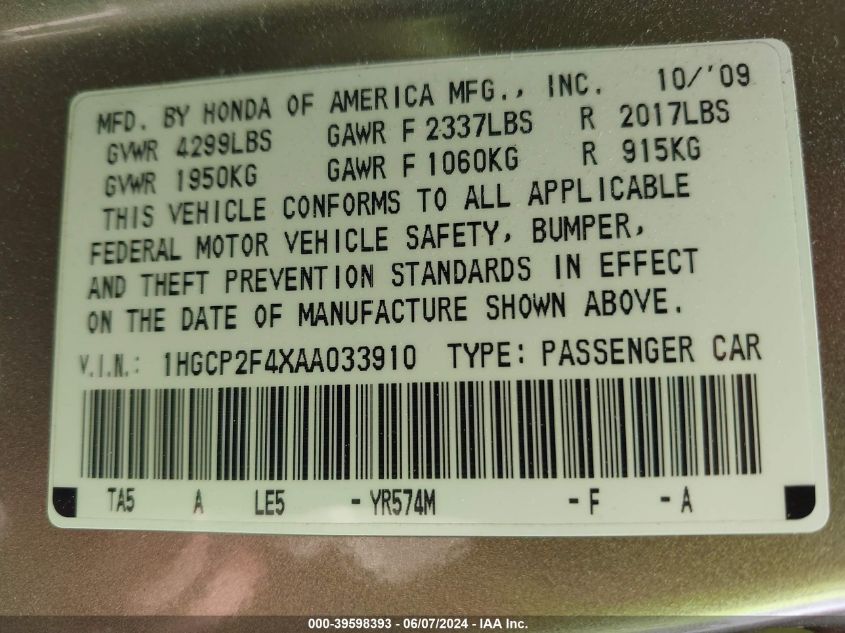 MFD. BY HONDA OF AMERICA MFG., INC. 10/'09
GVWR 4299LBS GAWR F 2337LBS R 2017LBS
GVWR 1950KG GAWR F 1060KG R 915KG
THIS VEHICLE CONFORMS TO ALL APPLICABLE
FEDERAL MOTOR VEHICLE SAFETY, BUMPER,
AND THEFT PREVENTION STANDARDS IN EFFECT
ON THE DATE OF MANUFACTURE SHOWN ABOVE.
V.I.N.: 1HGCP2F4XAA033910 TYPE: PASSENGER CAR
TA5 A LE5 - YR574M - F - A
000-39598393 - 06/07/2024 - IAA Inc.